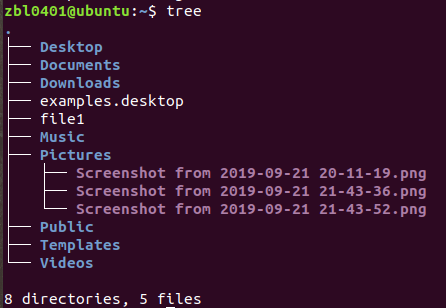 zbl0401@ubuntu:~$ tree
.
├── Desktop
├── Documents
├── Downloads
├── examples.desktop
├── file1
├── Music
├── Pictures
│   ├── Screenshot from 2019-09-21 20-11-19.png
│   ├── Screenshot from 2019-09-21 21-43-36.png
│   └── Screenshot from 2019-09-21 21-43-52.png
├── Public
├── Templates
└── Videos

8 directories, 5 files